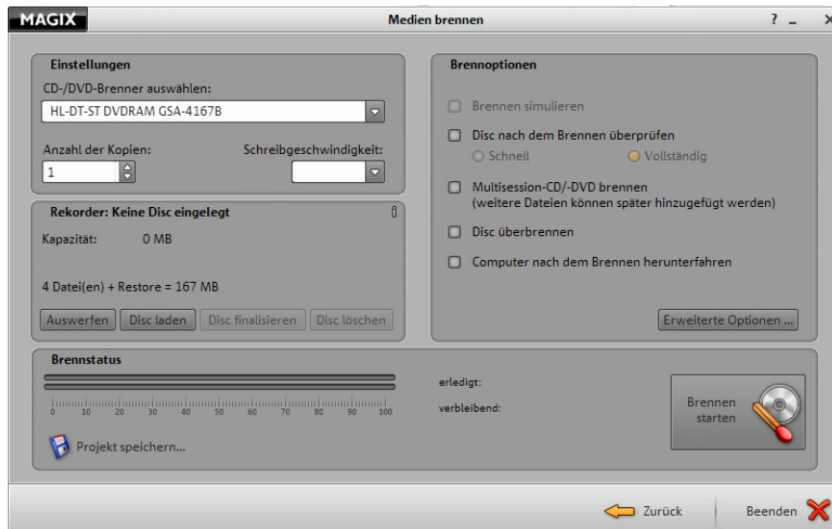 MAGIX
Medien brennen
? _ X
Einstellungen
CD-/DVD-Brenner auswählen:
HL-DT-ST DVDRAM GSA-4167B
Anzahl der Kopien:
Schreibgeschwindigkeit:
1
Rekorder: Keine Disc eingelegt
Kapazität: 0 MB
4 Datei(en) + Restore = 167 MB
Auswerfen
Disc laden
Disc finalisieren
Disc löschen
Brennoptionen
Brennen simulieren
Disc nach dem Brennen überprüfen
Schnell
Vollständig
Multisession-CD/-DVD brennen
(weitere Dateien können später hinzugefügt werden)
Disc überbrennen
Computer nach dem Brennen herunterfahren
Erweiterte Optionen ...
Brennstatus
0 10 20 30 40 50 60 70 80 90 100
Projekt speichern...
erledigt:
verbleibend:
Brennen
starten
Zurück
Beenden